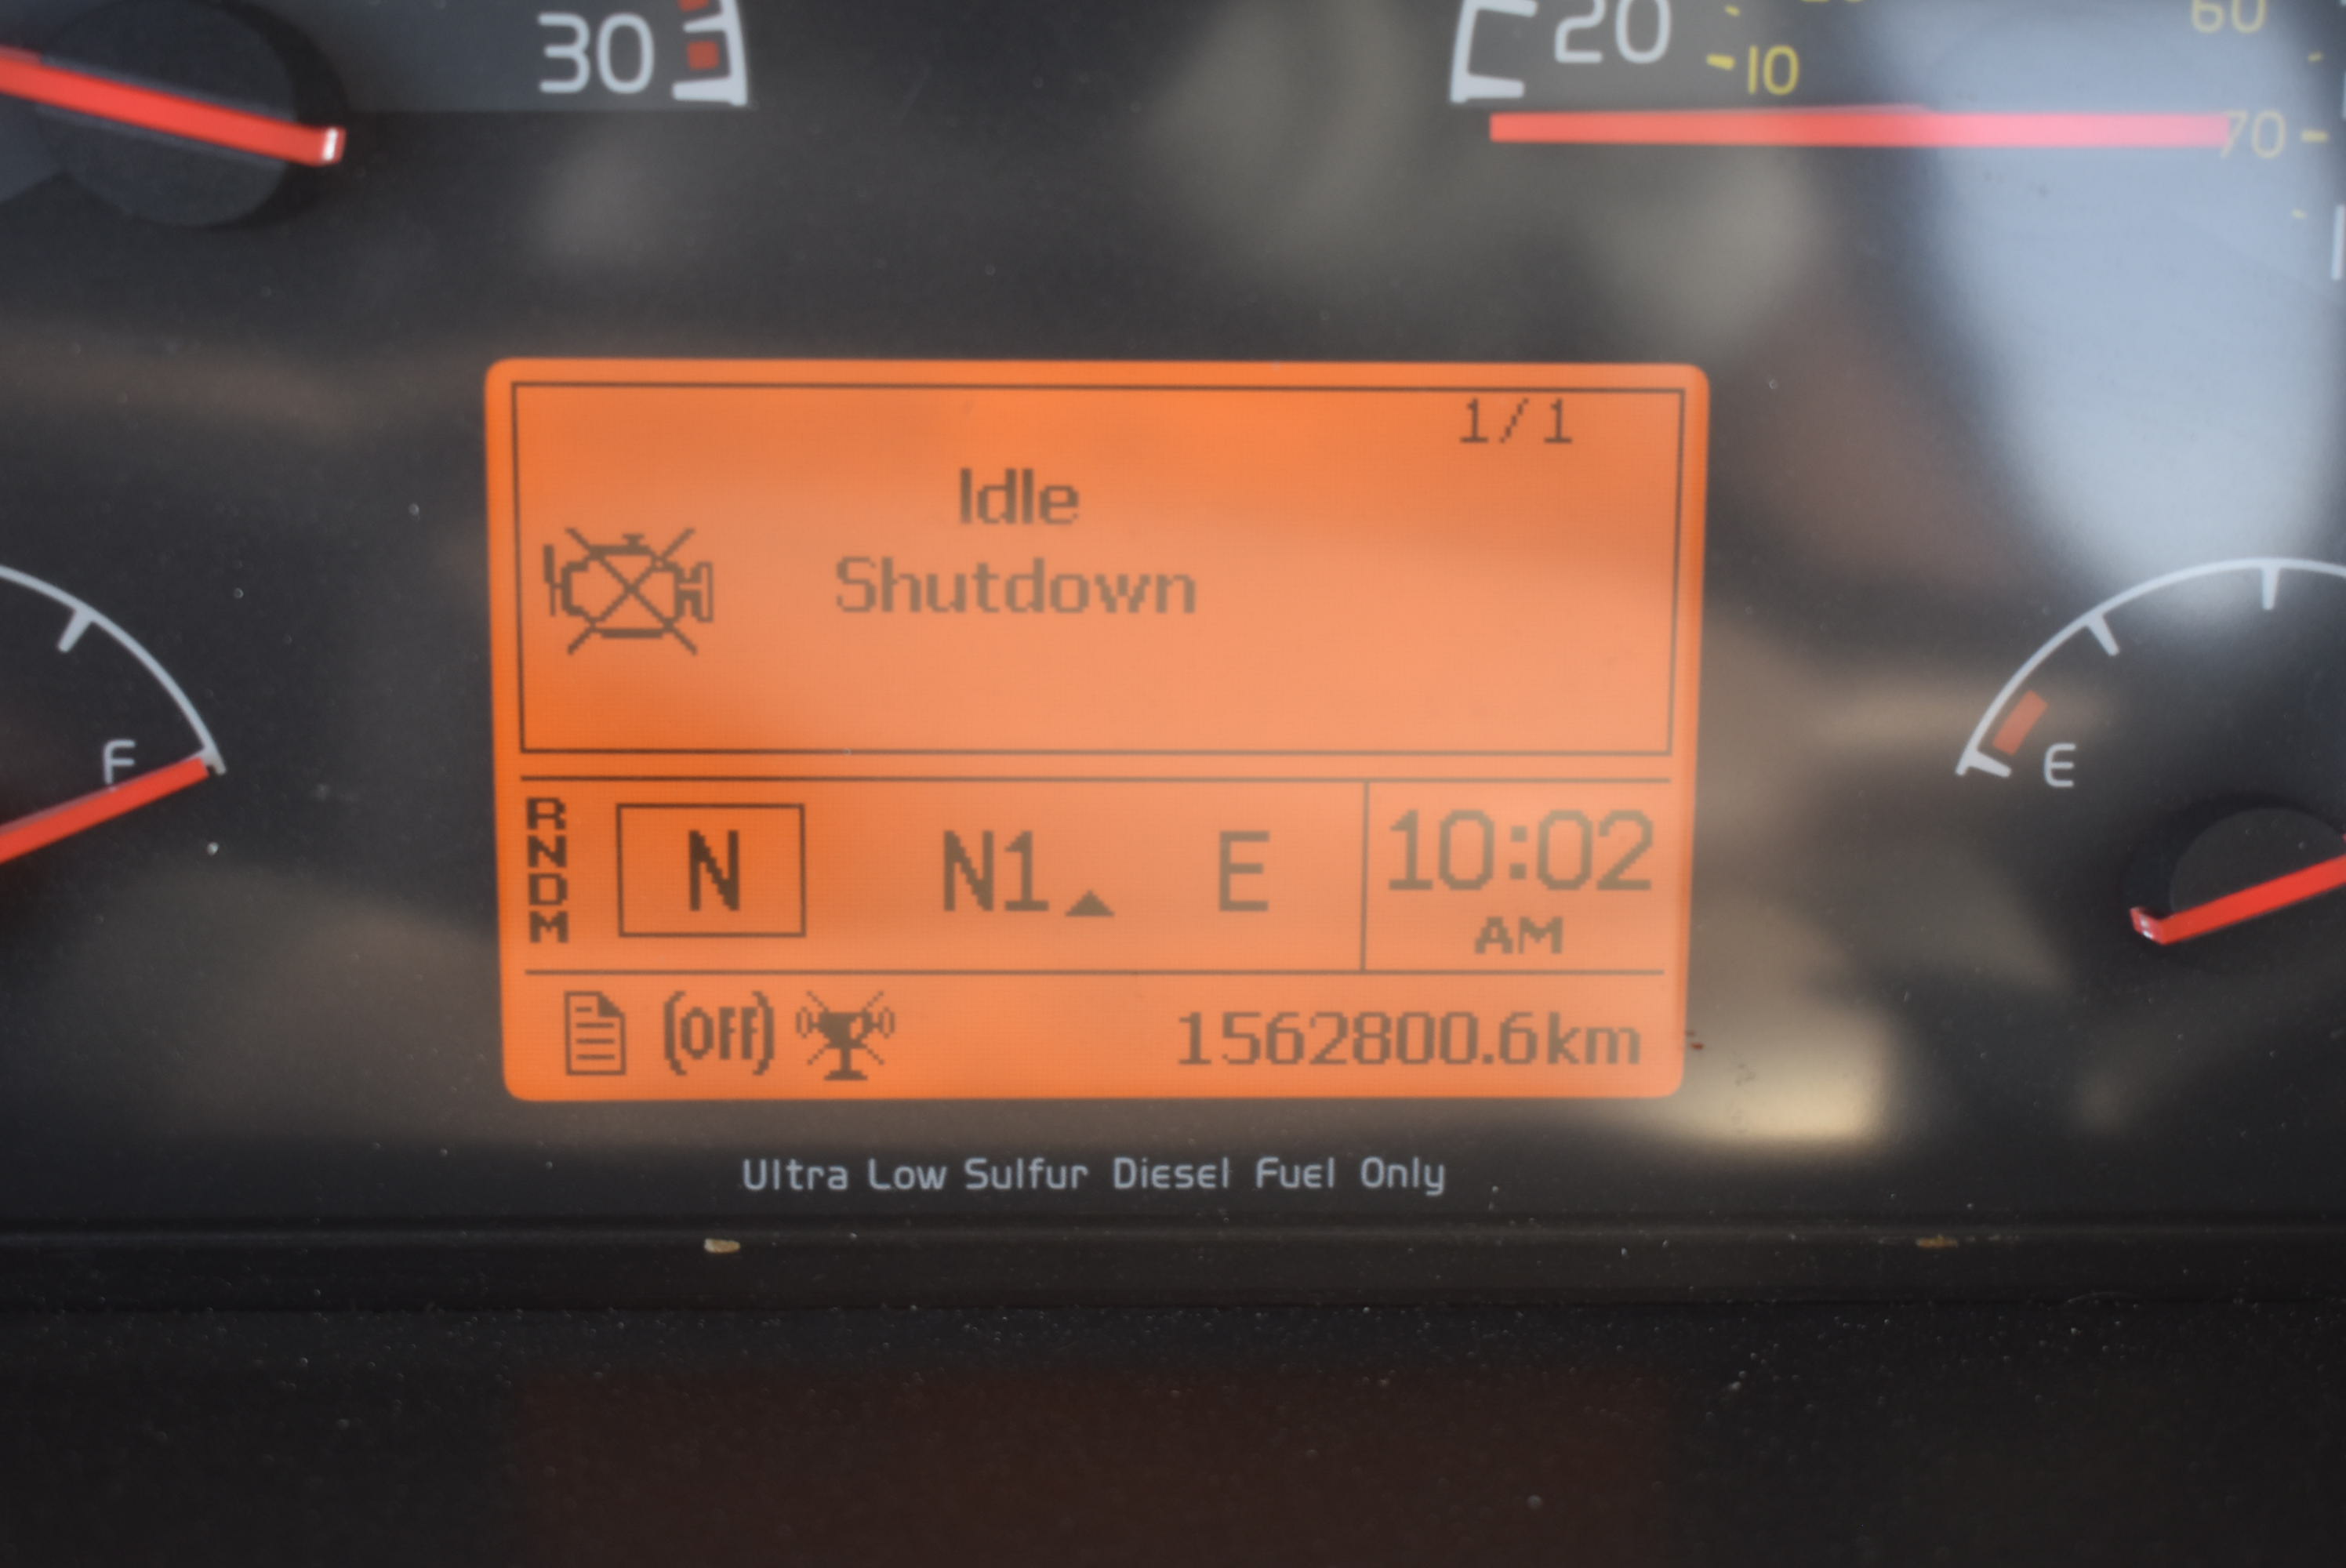 30
20
10
60
70
1/1
Idle
Shutdown
F
E
R
N
D
M
N
N1
E
10:02
AM
(OFF)
1562800.6km
Ultra Low Sulfur Diesel Fuel Only